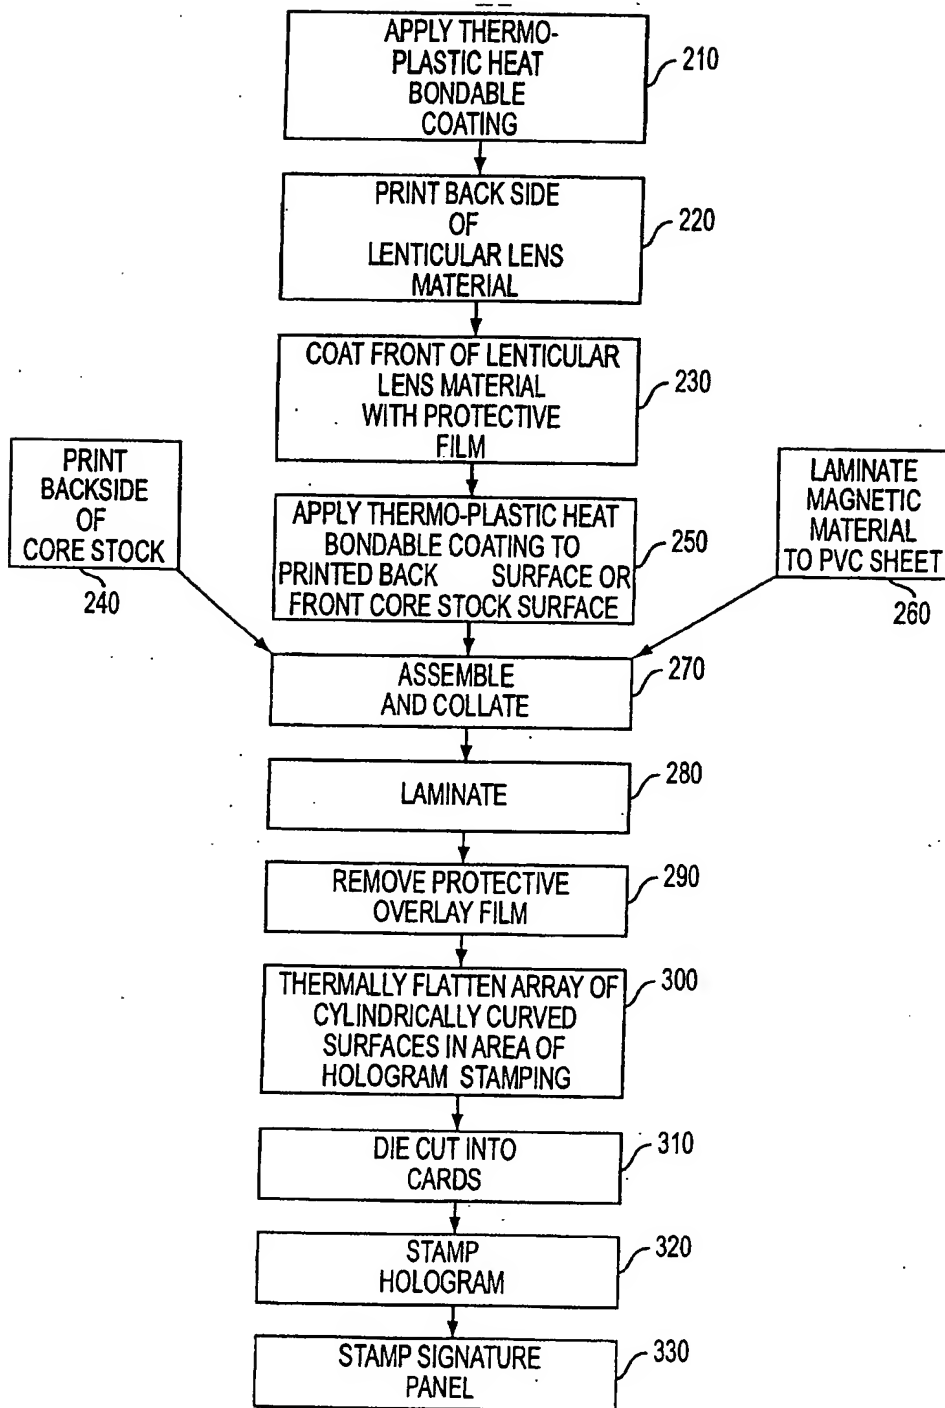 APPLY THERMO-
PLASTIC HEAT
BONDABLE
COATING
210
PRINT BACK SIDE
OF
LENTICULAR LENS
MATERIAL
220
COAT FRONT OF LENTICULAR
LENS MATERIAL
WITH PROTECTIVE
FILM
230
PRINT
BACKSIDE
OF
CORE STOCK
240
APPLY THERMO-PLASTIC HEAT
BONDABLE COATING TO
PRINTED BACK SURFACE OR
FRONT CORE STOCK SURFACE
250
LAMINATE
MAGNETIC
MATERIAL
TO PVC SHEET
260
ASSEMBLE
AND COLLATE
270
LAMINATE
280
REMOVE PROTECTIVE
OVERLAY FILM
290
THERMALLY FLATTEN ARRAY OF
CYLINDRICALLY CURVED
SURFACES IN AREA OF
HOLOGRAM STAMPING
300
DIE CUT INTO
CARDS
310
STAMP
HOLOGRAM
320
STAMP SIGNATURE
PANEL
330